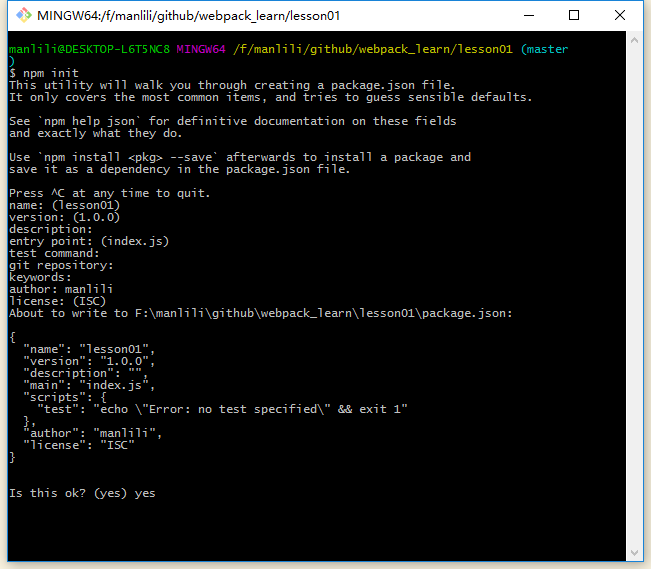 MINGW64:/f/manlili/github/webpack_learn/lesson01
manlili@DESKTOP-L6T5NC8 MINGW64 /f/manlili/github/webpack_learn/lesson01 (master
)
$ npm init
This utility will walk you through creating a package.json file.
It only covers the most common items, and tries to guess sensible defaults.
See `npm help json` for definitive documentation on these fields
and exactly what they do.
Use `npm install <pkg> --save` afterwards to install a package and
save it as a dependency in the package.json file.
Press ^C at any time to quit.
name: (lesson01)
version: (1.0.0)
description:
entry point: (index.js)
test command:
git repository:
keywords:
author: manlili
license: (ISC)
About to write to F:\manlili\github\webpack_learn\lesson01\package.json:
{
  "name": "lesson01",
  "version": "1.0.0",
  "description": "",
  "main": "index.js",
  "scripts": {
    "test": "echo \"Error: no test specified\" && exit 1"
  },
  "author": "manlili",
  "license": "ISC"
}
Is this ok? (yes) yes